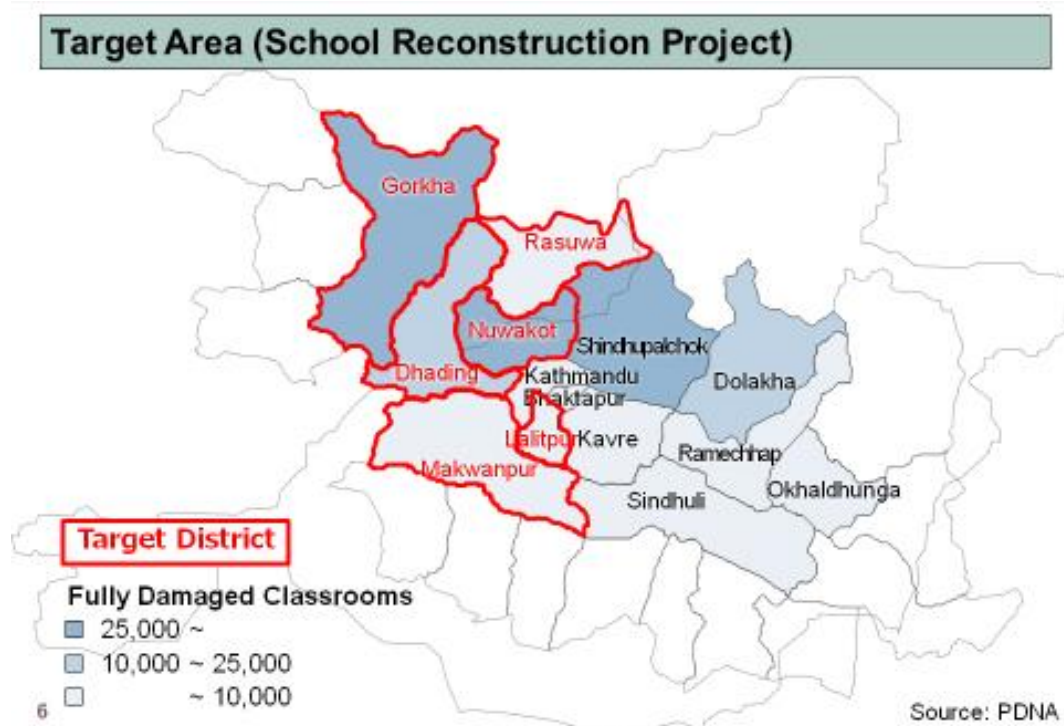 Target Area (School Reconstruction Project)
Gorkha
Rasuwa
Nuwakot
Shindhupalchok
Dhading
Kathmandu
Dolakha
Bhaktapur
Lalitpur
Kavre
Ramechhap
Makwanpur
Okhaldhunga
Sindhuli
Target District
Fully Damaged Classrooms
25,000 ~
10,000 ~ 25,000
~ 10,000
6
Source: PDNA